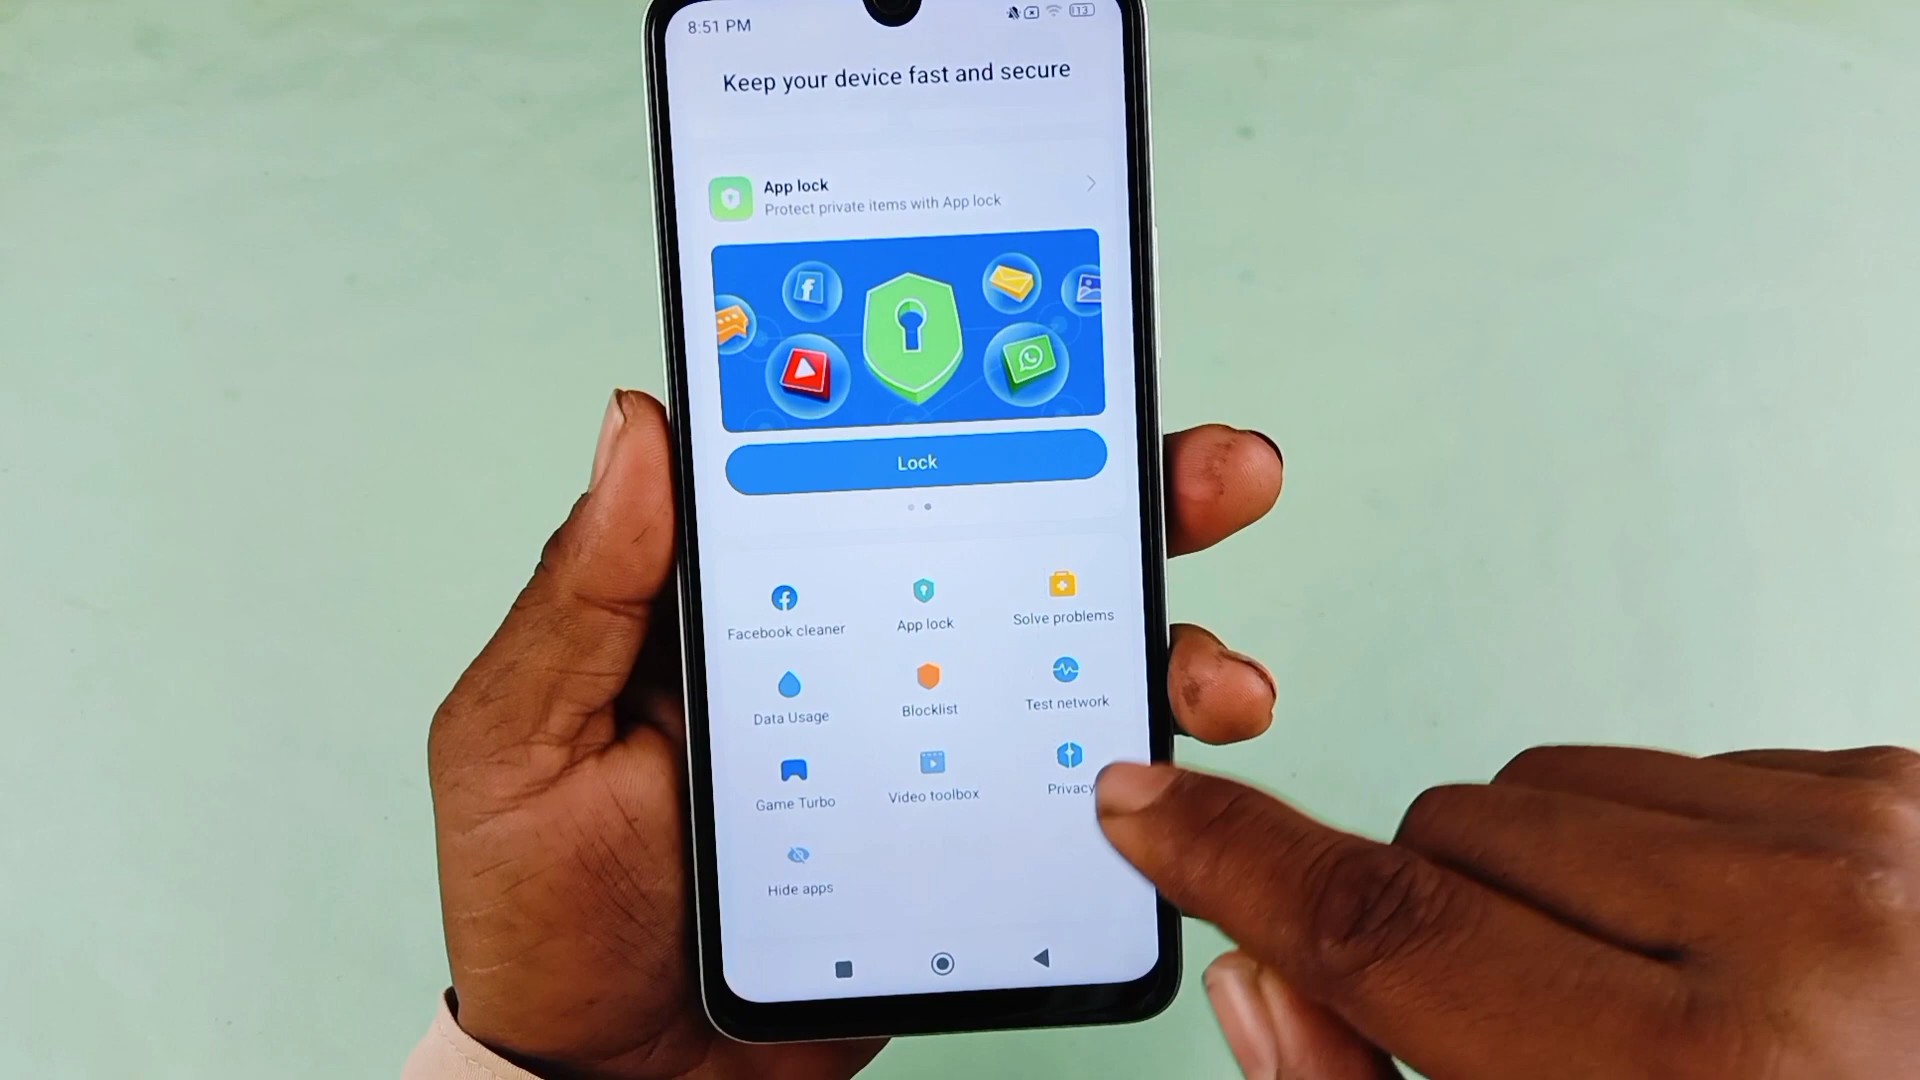 8:51 PM
13
Keep your device fast and secure
App lock
Protect private items with App lock
Lock
Facebook cleaner
App lock
Solve problems
Data Usage
Blocklist
Test network
Game Turbo
Video toolbox
Privacy
Hide apps